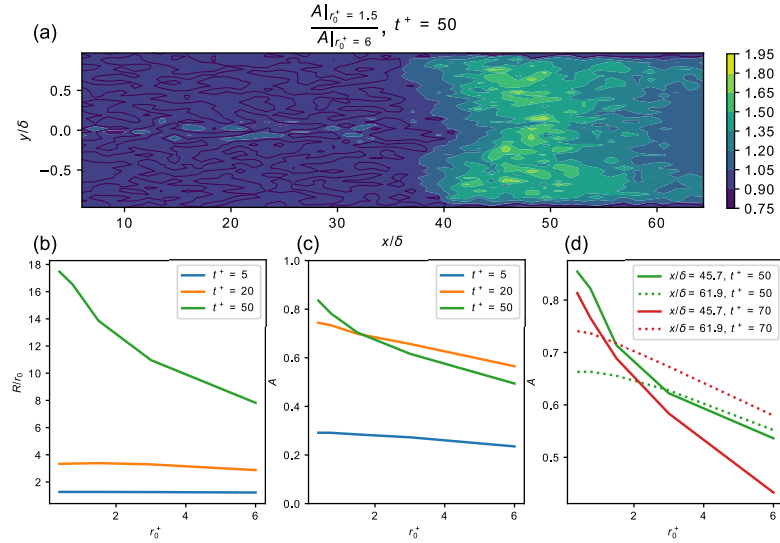 A|r₀⁺ = 1.5 / A|r₀⁺ = 6, t⁺ = 50
(a)
y/δ
0.5
0.0
−0.5
10 20 30 40 50 60
x/δ
1.95
1.80
1.65
1.50
1.35
1.20
1.05
0.90
0.75
(b)
R/r₀
18
16
14
12
10
8
6
4
2
t⁺ = 5
t⁺ = 20
t⁺ = 50
2 4 6
r₀⁺
(c)
A
1.0
0.8
0.6
0.4
0.2
0.0
t⁺ = 5
t⁺ = 20
t⁺ = 50
2 4 6
r₀⁺
(d)
A
0.8
0.7
0.6
0.5
x/δ = 45.7, t⁺ = 50
x/δ = 61.9, t⁺ = 50
x/δ = 45.7, t⁺ = 70
x/δ = 61.9, t⁺ = 70
2 4 6
r₀⁺